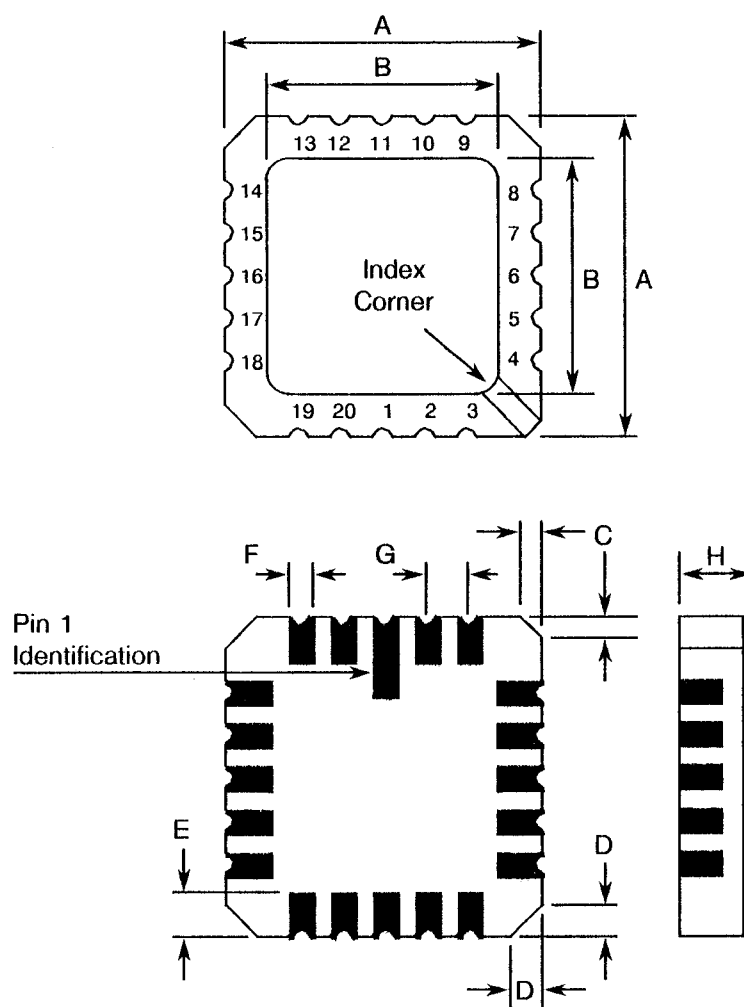 A
B
13 12 11 10 9
14 8
15 7
16 6
17 5
18 4
Index
Corner
B
A
19 20 1 2 3
F
G
C
H
Pin 1
Identification
E
D
D